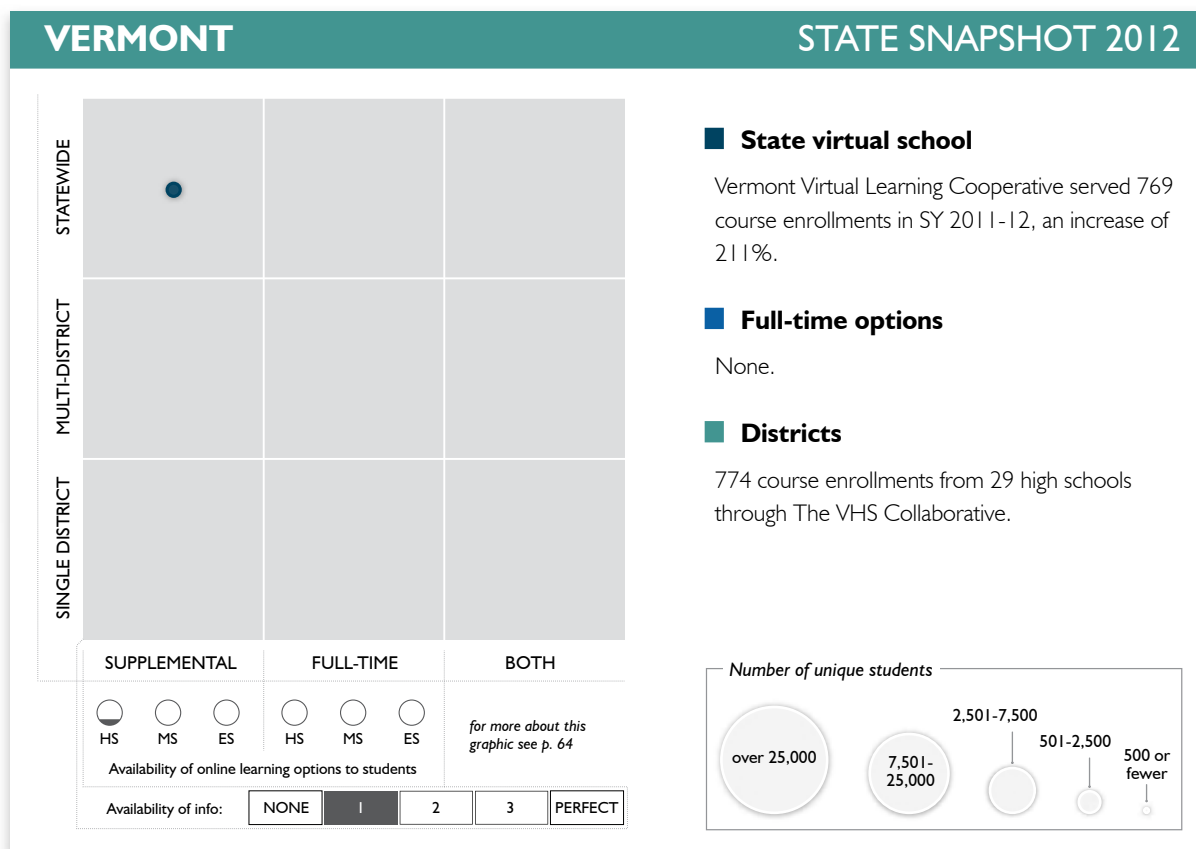 VERMONT
STATE SNAPSHOT 2012
STATEWIDE
MULTI-DISTRICT
SINGLE DISTRICT
SUPPLEMENTAL
FULL-TIME
BOTH
HS
MS
ES
HS
MS
ES
for more about this
graphic see p. 64
Availability of online learning options to students
Availability of info:
NONE
1
2
3
PERFECT
State virtual school
Vermont Virtual Learning Cooperative served 769
course enrollments in SY 2011-12, an increase of
211%.
Full-time options
None.
Districts
774 course enrollments from 29 high schools
through The VHS Collaborative.
Number of unique students
over 25,000
7,501-
25,000
2,501-7,500
501-2,500
500 or
fewer